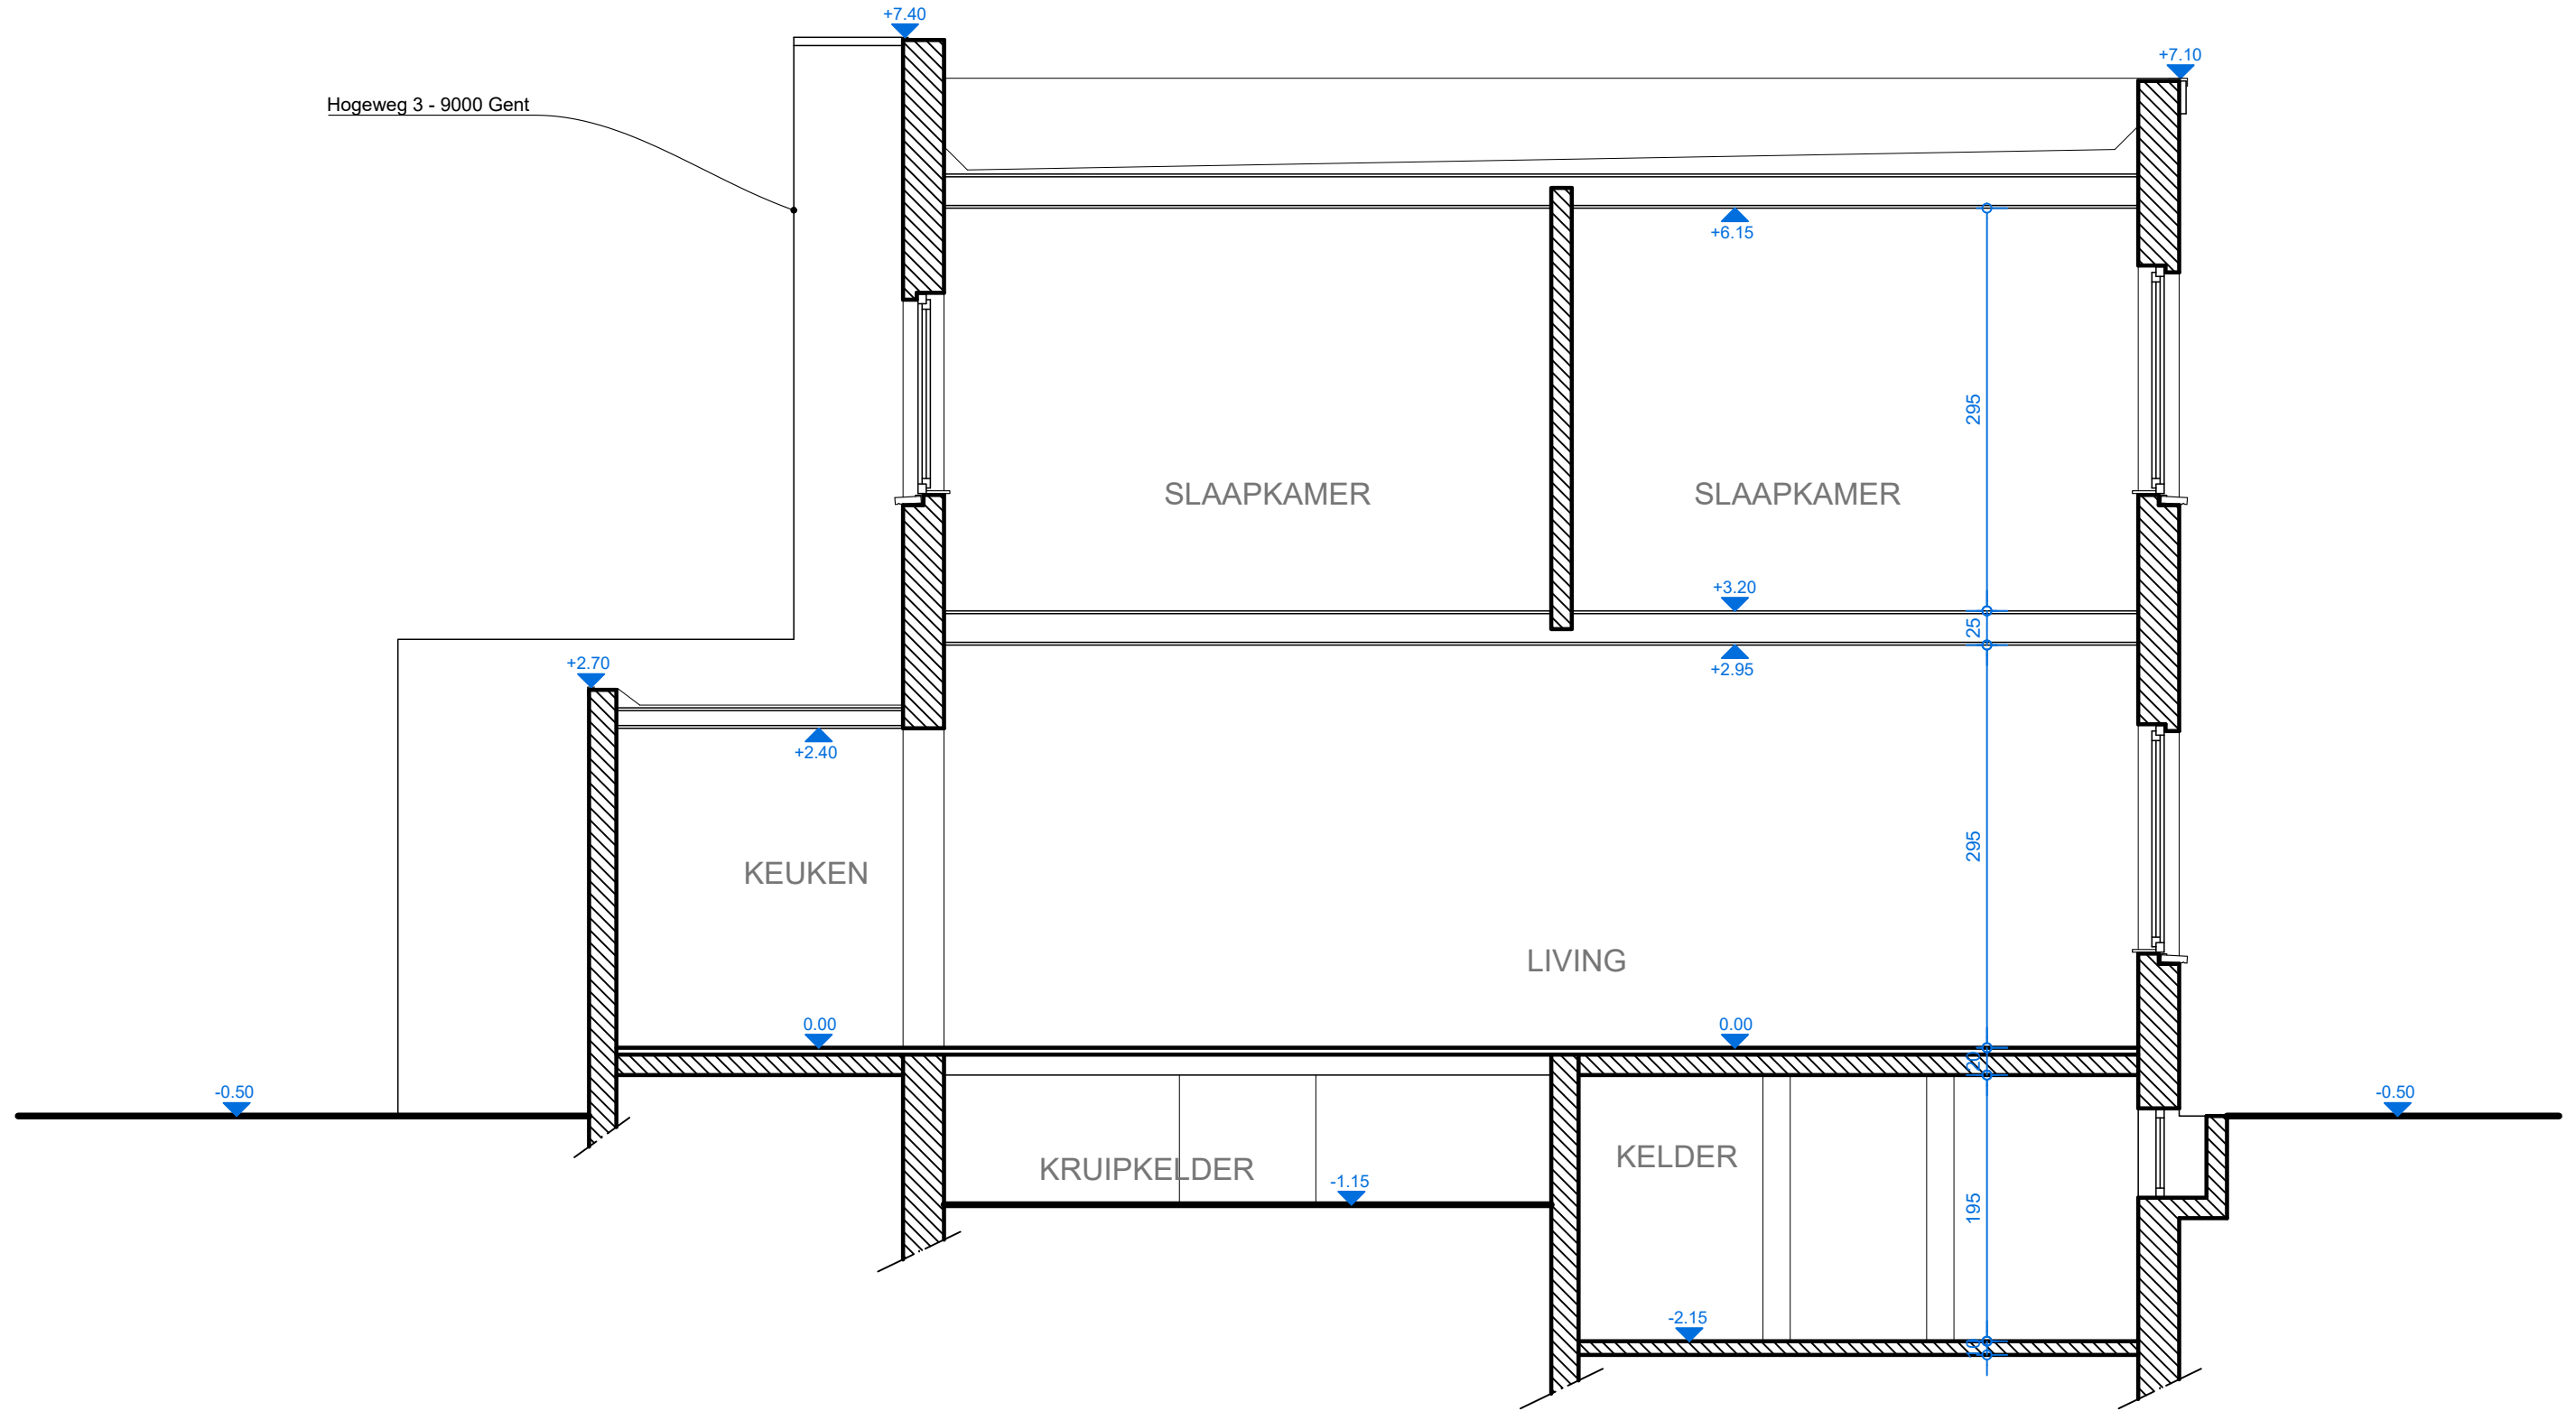 +7.40
+7.10
Hogeweg 3 - 9000 Gent
+6.15
295
SLAAPKAMER
SLAAPKAMER
+3.20
25
+2.70
+2.95
+2.40
295
KEUKEN
LIVING
0.00
0.00
20
-0.50
-0.50
KELDER
KRUIPKELDER
-1.15
195
-2.15
10